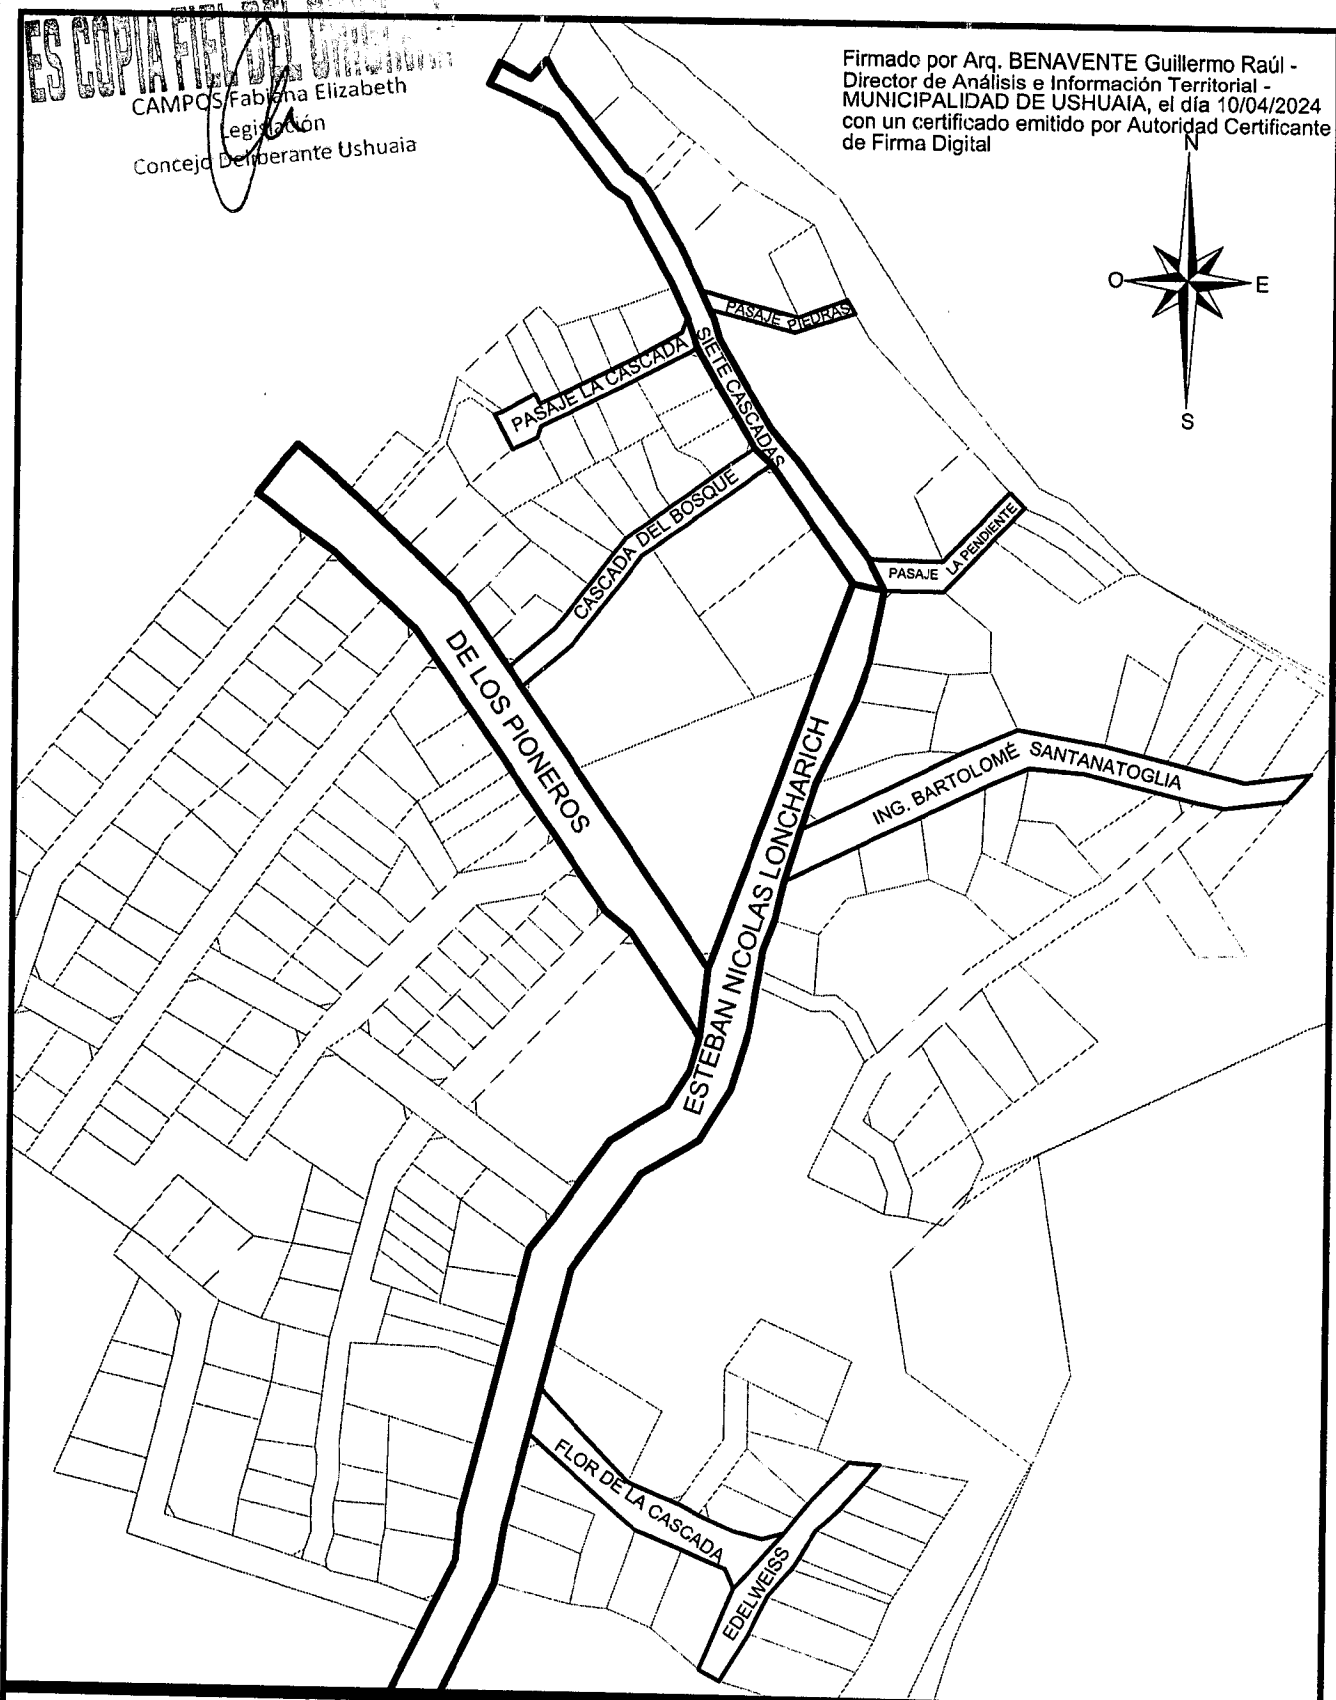 ES COPIA FIEL DEL
CAMPOS Fabiana Elizabeth
Legislación
Concejo Deliberante Ushuaia
Firmado por Arq. BENAVENTE Guillermo Raúl -
Director de Análisis e Información Territorial -
MUNICIPALIDAD DE USHUAIA, el día 10/04/2024
con un certificado emitido por Autoridad Certificante
de Firma Digital
N
O
E
S
PASAJE PIEDRAS
SIETE CASCADAS
PASAJE LA CASCADA
CASCADA DEL BOSQUE
PASAJE LA PENDIENTE
DE LOS PIONEROS
ESTEBAN NICOLAS LONCHARICH
ING. BARTOLOMÉ SANTANATOGLIA
FLOR DE LA CASCADA
EDELWEISS